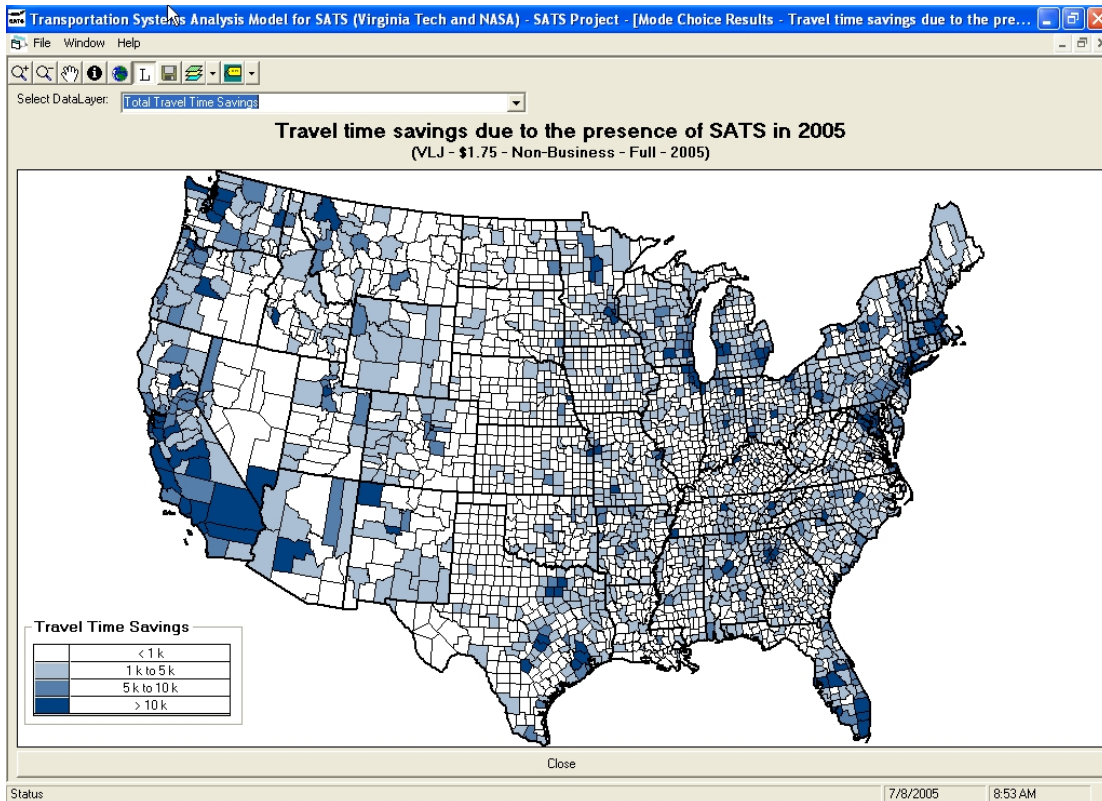 Transportation Systems Analysis Model for SATS (Virginia Tech and NASA) - SATS Project - [Mode Choice Results - Travel time savings due to the pre...
File Window Help
L
Select DataLayer: Total Travel Time Savings
Travel time savings due to the presence of SATS in 2005
(VLJ - $1.75 - Non-Business - Full - 2005)
Travel Time Savings
< 1 k
1 k to 5 k
5 k to 10 k
> 10 k
Close
Status 7/8/2005 8:53 AM